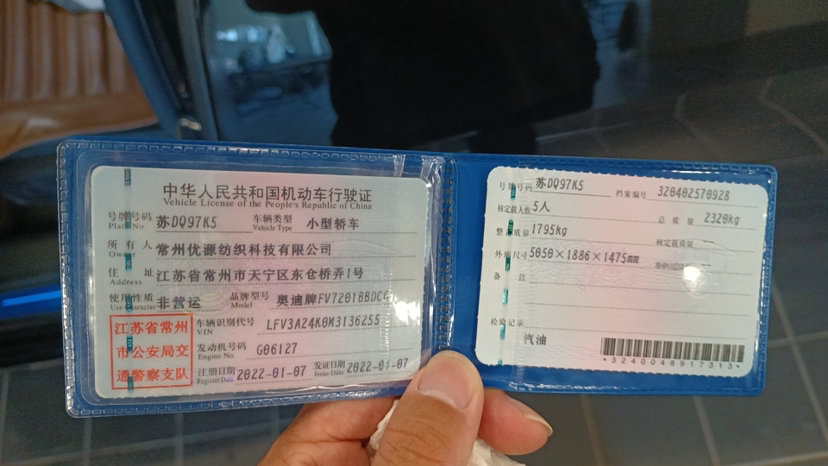 中华人民共和国机动车行驶证
Vehicle License of the People's Republic of China
号牌号码 苏DQ97K5 车辆类型 小型轿车
Plate No. Vehicle Type
所有人 常州优源纺织科技有限公司
Owner
住址 江苏省常州市天宁区东仓桥弄1号
使用性质 非营运 品牌型号 奥迪牌FV7201BBDC
Use Character Model
江苏省常州
市公安局交
通警察支队
车辆识别代号 LFV3A24K0M3136255
VIN
发动机号码 G06127
Engine No.
注册日期 2022-01-07 发证日期 2022-01-07
Register Date Issue Date
号牌号码 苏DQ97K5 档案编号 320402570928
核定载人数 5人 总质量 2320kg
整备质量 1795kg 核定载质量 --
外廓尺寸 5050×1886×1475
备注
检验记录
汽油
*3240048917313*